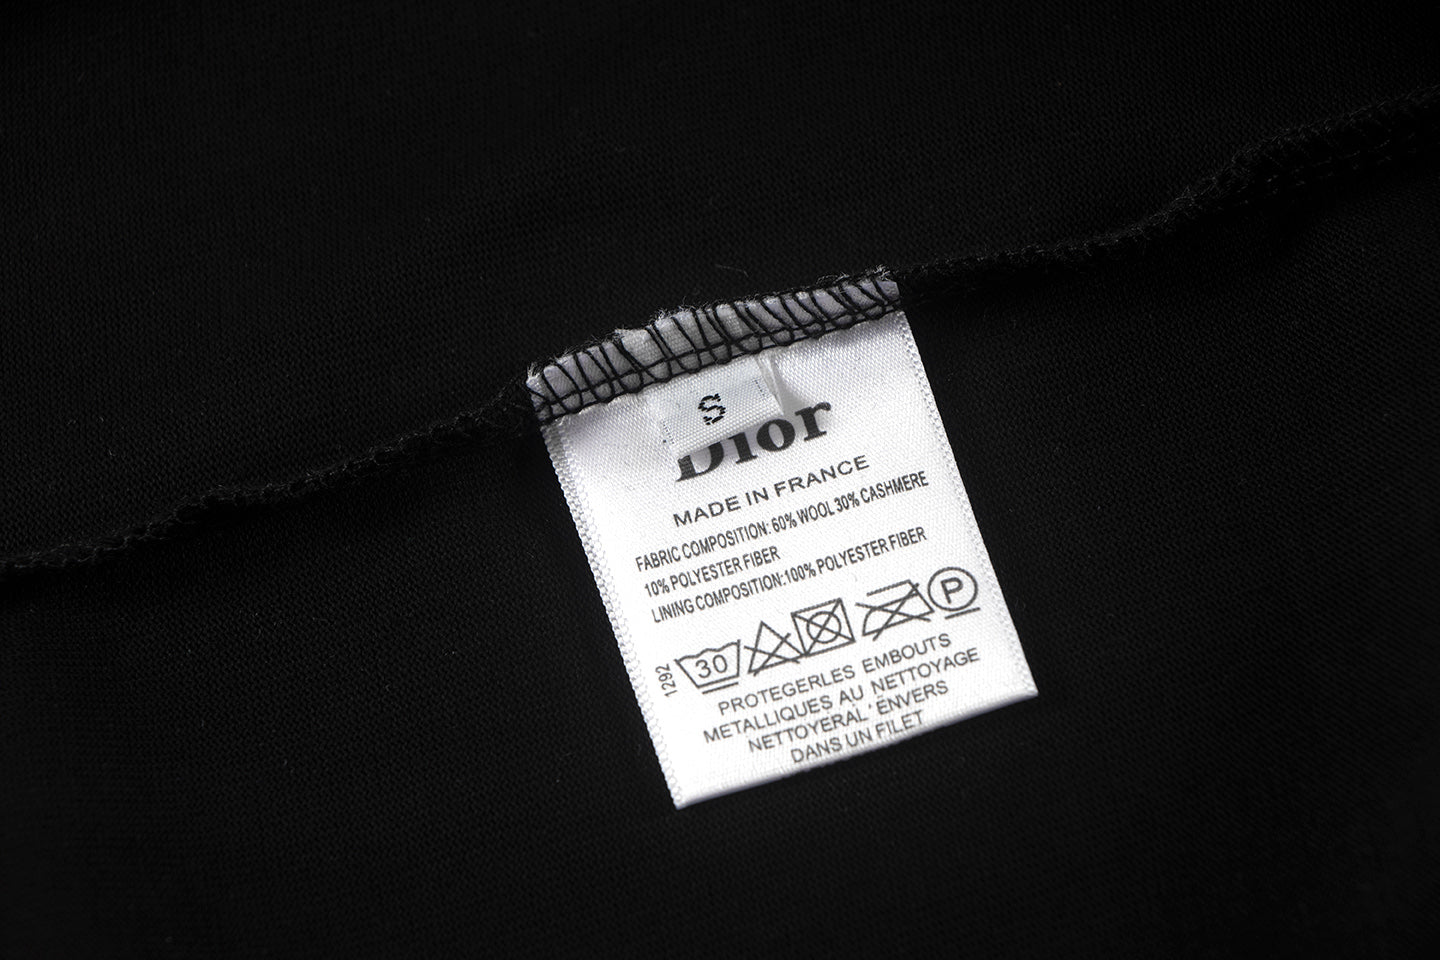 S
Dior
MADE IN FRANCE
FABRIC COMPOSITION: 60% WOOL 30% CASHMERE
10% POLYESTER FIBER
LINING COMPOSITION:100% POLYESTER FIBER
30 P
1292
PROTEGERLES EMBOUTS
METALLIQUES AU NETTOYAGE
NETTOYERAL' ENVERS
DANS UN FILET